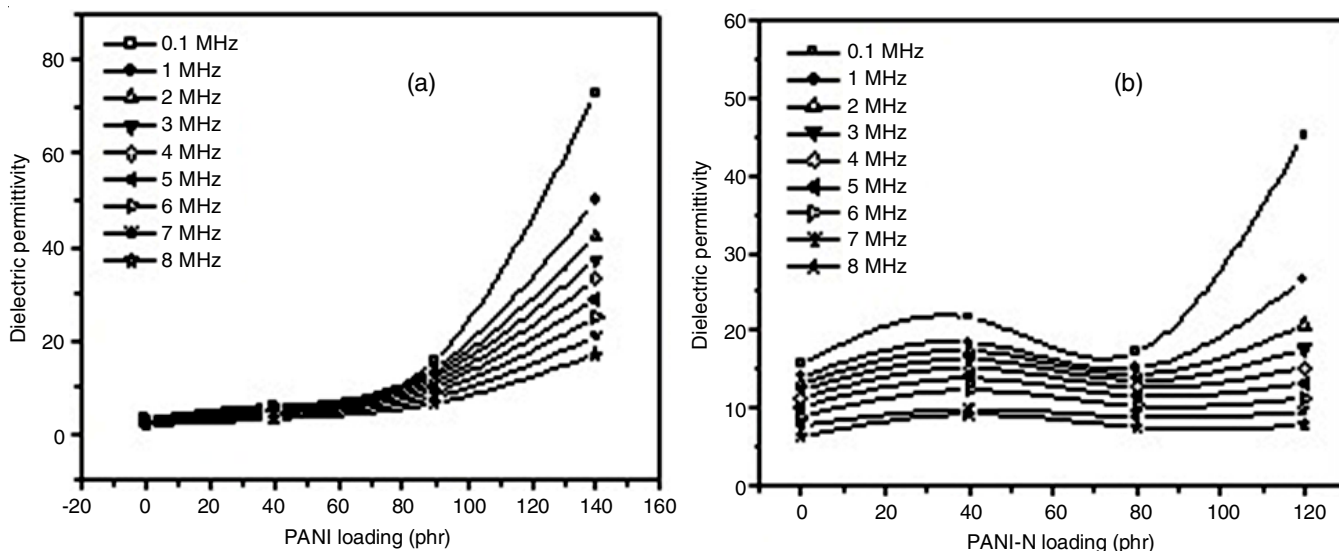 (a)
Dielectric permittivity
80
60
40
20
0
0.1 MHz
1 MHz
2 MHz
3 MHz
4 MHz
5 MHz
6 MHz
7 MHz
8 MHz
-20 0 20 40 60 80 100 120 140 160
PANI loading (phr)
(b)
Dielectric permittivity
60
50
40
30
20
10
0
0.1 MHz
1 MHz
2 MHz
3 MHz
4 MHz
5 MHz
6 MHz
7 MHz
8 MHz
0 20 40 60 80 100 120
PANI-N loading (phr)